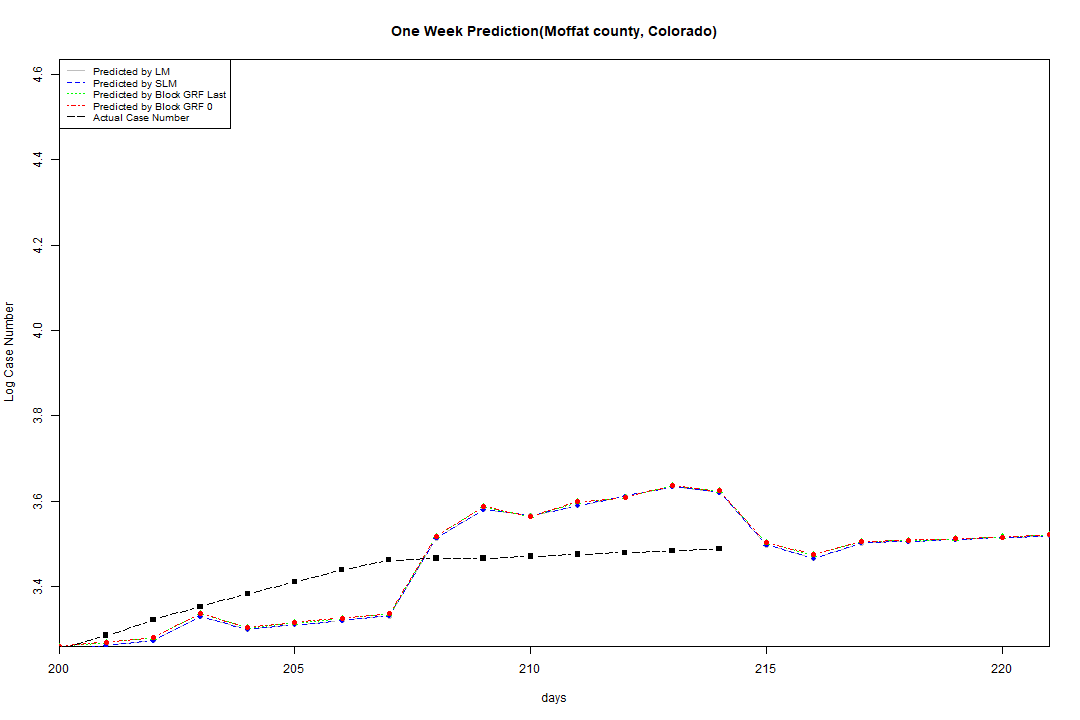 One Week Prediction(Moffat county, Colorado)
Predicted by LM
Predicted by SLM
Predicted by Block GRF Last
Predicted by Block GRF 0
Actual Case Number
4.6
4.4
4.2
4.0
3.8
3.6
3.4
Log Case Number
200 205 210 215 220
days